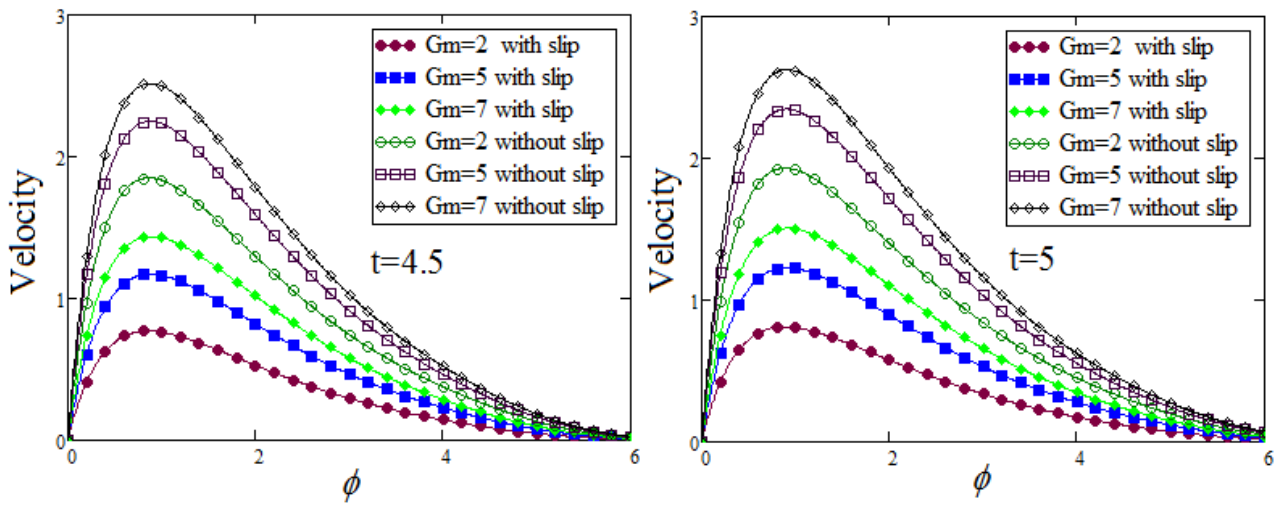 3
Gm=2 with slip
Gm=5 with slip
Gm=7 with slip
Gm=2 without slip
Gm=5 without slip
Gm=7 without slip
2
Velocity
t=4.5
1
0
0
2
4
6
ϕ
3
Gm=2 with slip
Gm=5 with slip
Gm=7 with slip
Gm=2 without slip
Gm=5 without slip
Gm=7 without slip
2
Velocity
t=5
1
0
0
2
4
6
ϕ